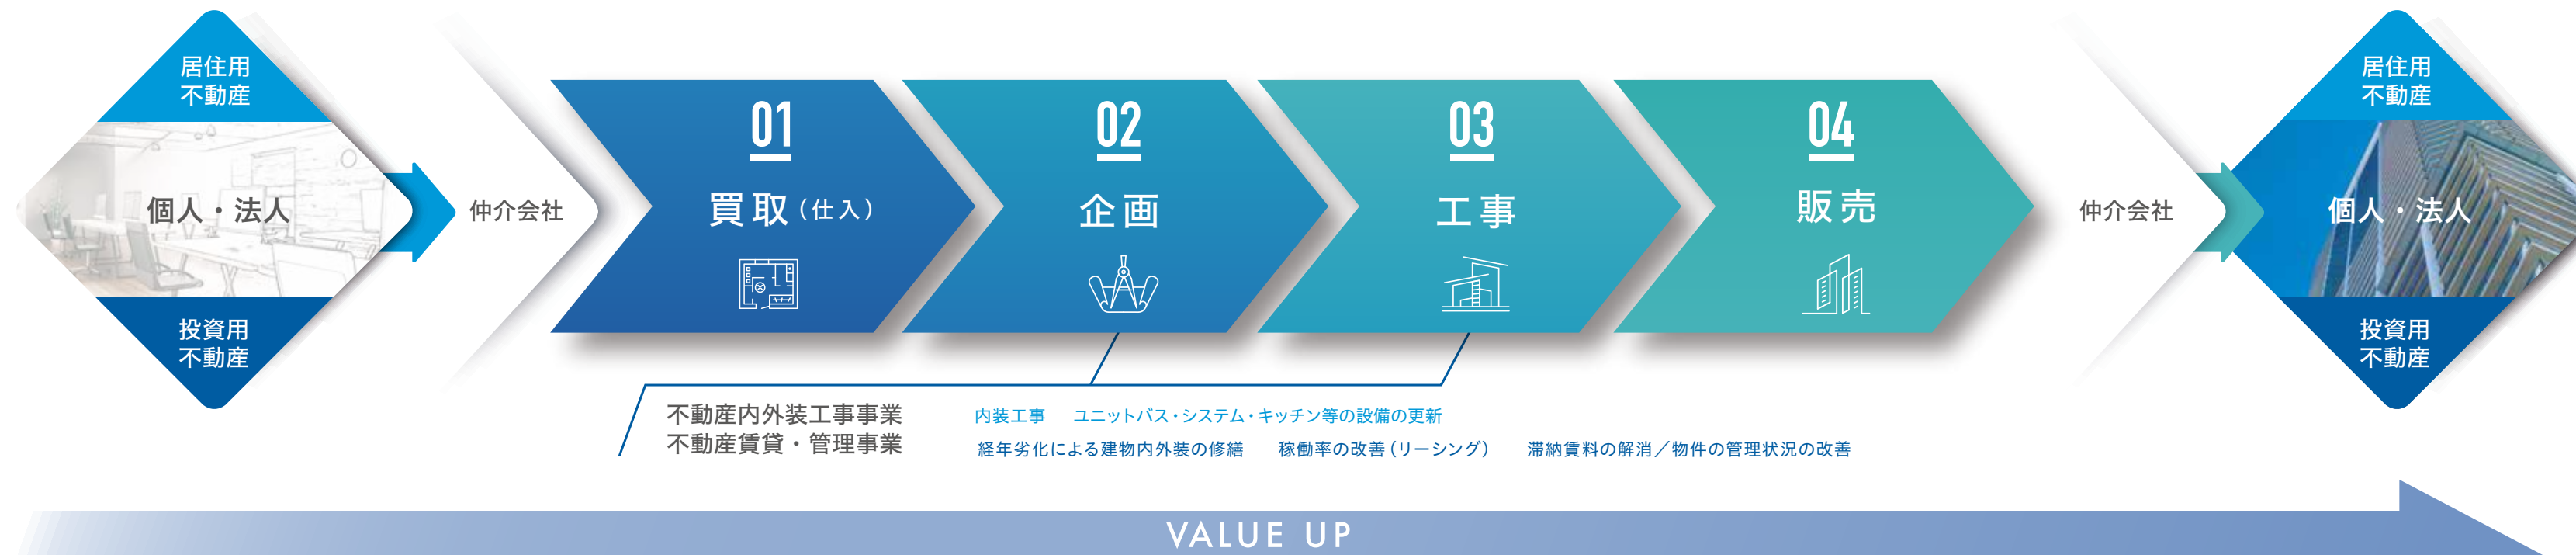 居住用
不動産
個人・法人
投資用
不動産
仲介会社
01
買取（仕入）
02
企画
03
工事
04
販売
仲介会社
居住用
不動産
個人・法人
投資用
不動産
不動産内外装工事事業
不動産賃貸・管理事業
内装工事 ユニットバス・システム・キッチン等の設備の更新
経年劣化による建物内外装の修繕 稼働率の改善（リーシング） 滞納賃料の解消／物件の管理状況の改善
VALUE UP